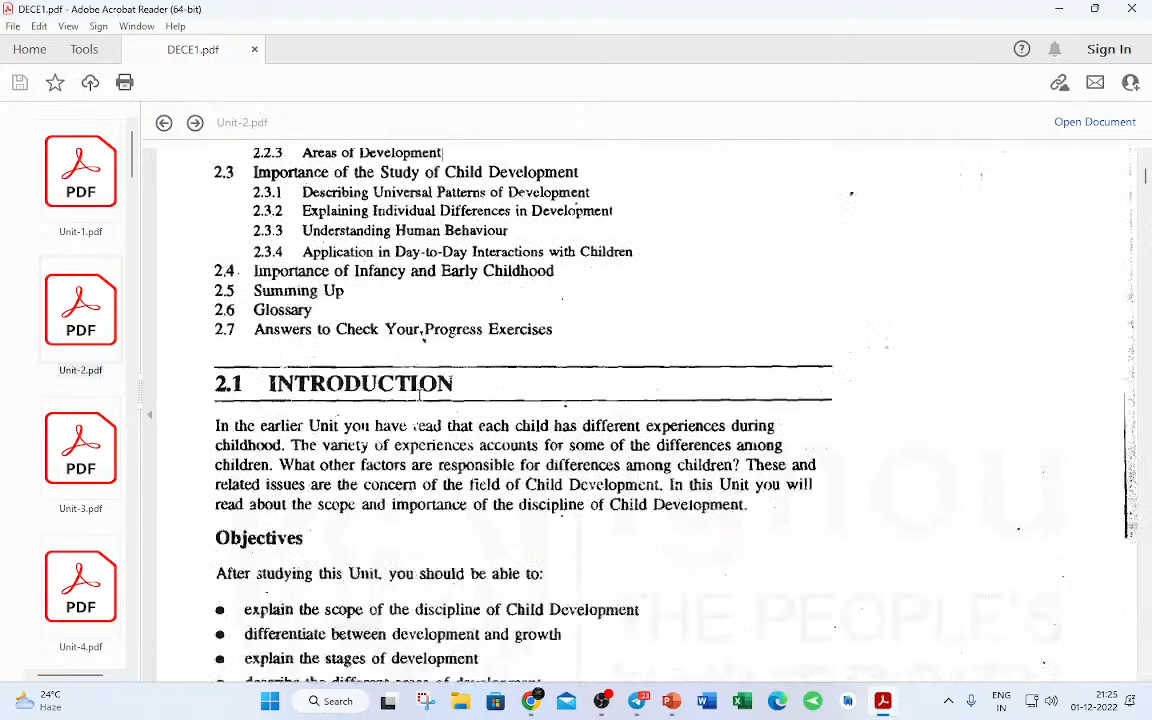 DECE1.pdf - Adobe Acrobat Reader (64-bit)
File Edit View Sign Window Help
Home Tools DECE1.pdf Sign In
Unit-2.pdf Open Document
PDF
Unit-1.pdf
PDF
Unit-2.pdf
PDF
Unit-3.pdf
PDF
Unit-4.pdf
2.2.3 Areas of Development
2.3 Importance of the Study of Child Development
2.3.1 Describing Universal Patterns of Development
2.3.2 Explaining Individual Differences in Development
2.3.3 Understanding Human Behaviour
2.3.4 Application in Day-to-Day Interactions with Children
2.4 Importance of Infancy and Early Childhood
2.5 Summing Up
2.6 Glossary
2.7 Answers to Check Your Progress Exercises
2.1 INTRODUCTION
In the earlier Unit you have read that each child has different experiences during
childhood. The variety of experiences accounts for some of the differences among
children. What other factors are responsible for differences among children? These and
related issues are the concern of the field of Child Development. In this Unit you will
read about the scope and importance of the discipline of Child Development.
Objectives
After studying this Unit, you should be able to:
● explain the scope of the discipline of Child Development
● differentiate between development and growth
● explain the stages of development
● describe the different areas of development
ignou
THE PEOPLE'S
24°C
Haze
Search
23
ENG
IN
21:25
01-12-2022